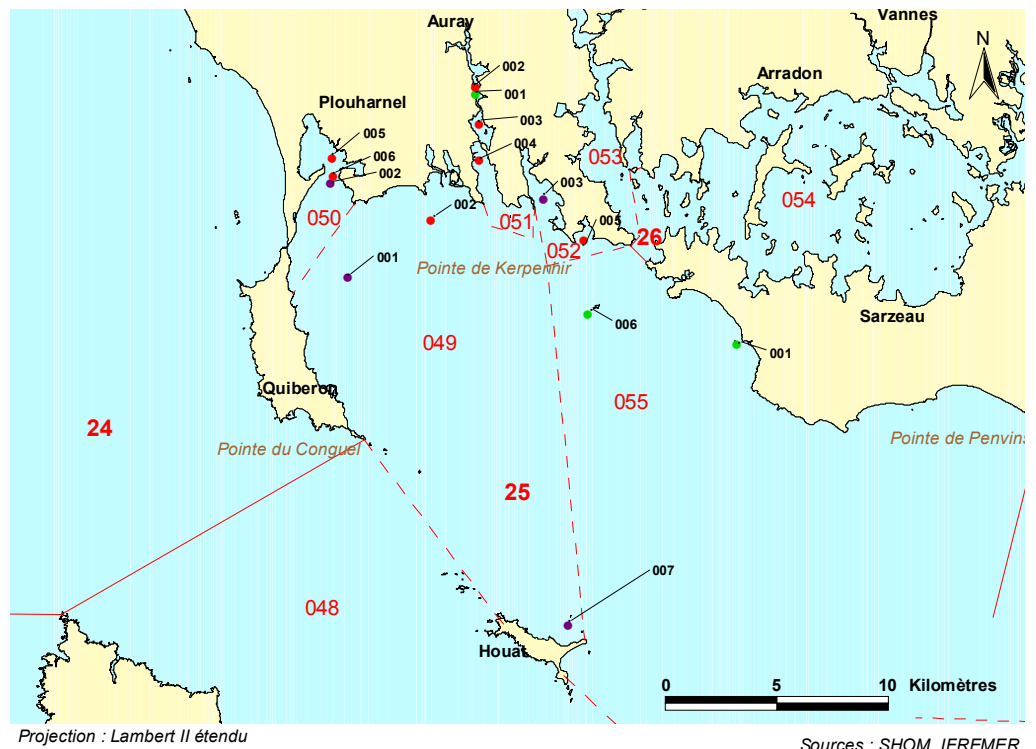 Auray
Vannes
N
002
001
Arradon
Plouharnel
005
003
006
004
002
053
003
054
050
002
051
005
26
052
Pointe de Kerpenhir
001
006
Sarzeau
049
001
Quiberon
055
24
Pointe du Conguel
Pointe de Penvins
25
007
048
Houat
0 5 10 Kilomètres
Projection : Lambert II étendu
Sources : SHOM, IFREMER